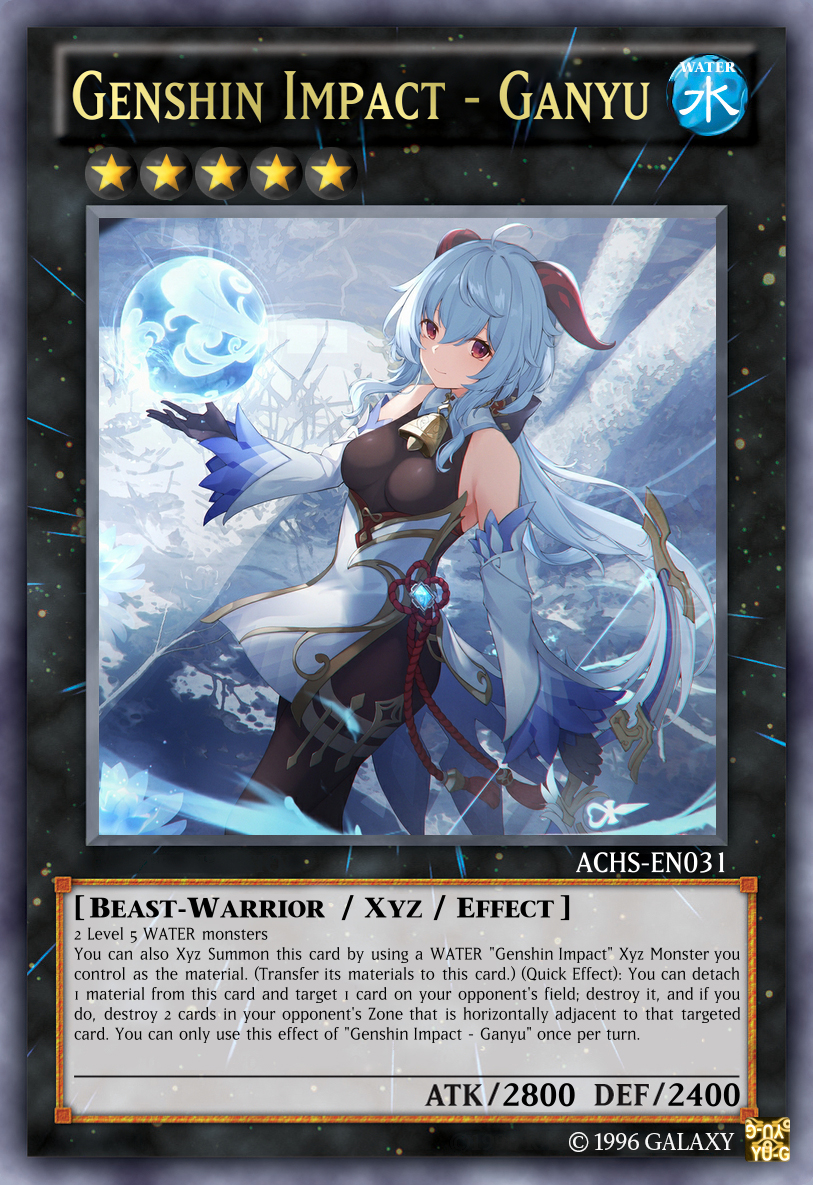 Genshin Impact - Ganyu
WATER
水
ACHS-EN031
[ Beast-Warrior / Xyz / Effect ]
2 Level 5 WATER monsters
You can also Xyz Summon this card by using a WATER "Genshin Impact" Xyz Monster you
control as the material. (Transfer its materials to this card.) (Quick Effect): You can detach
1 material from this card and target 1 card on your opponent's field; destroy it, and if you
do, destroy 2 cards in your opponent's Zone that is horizontally adjacent to that targeted
card. You can only use this effect of "Genshin Impact - Ganyu" once per turn.
ATK/2800 DEF/2400
© 1996 GALAXY